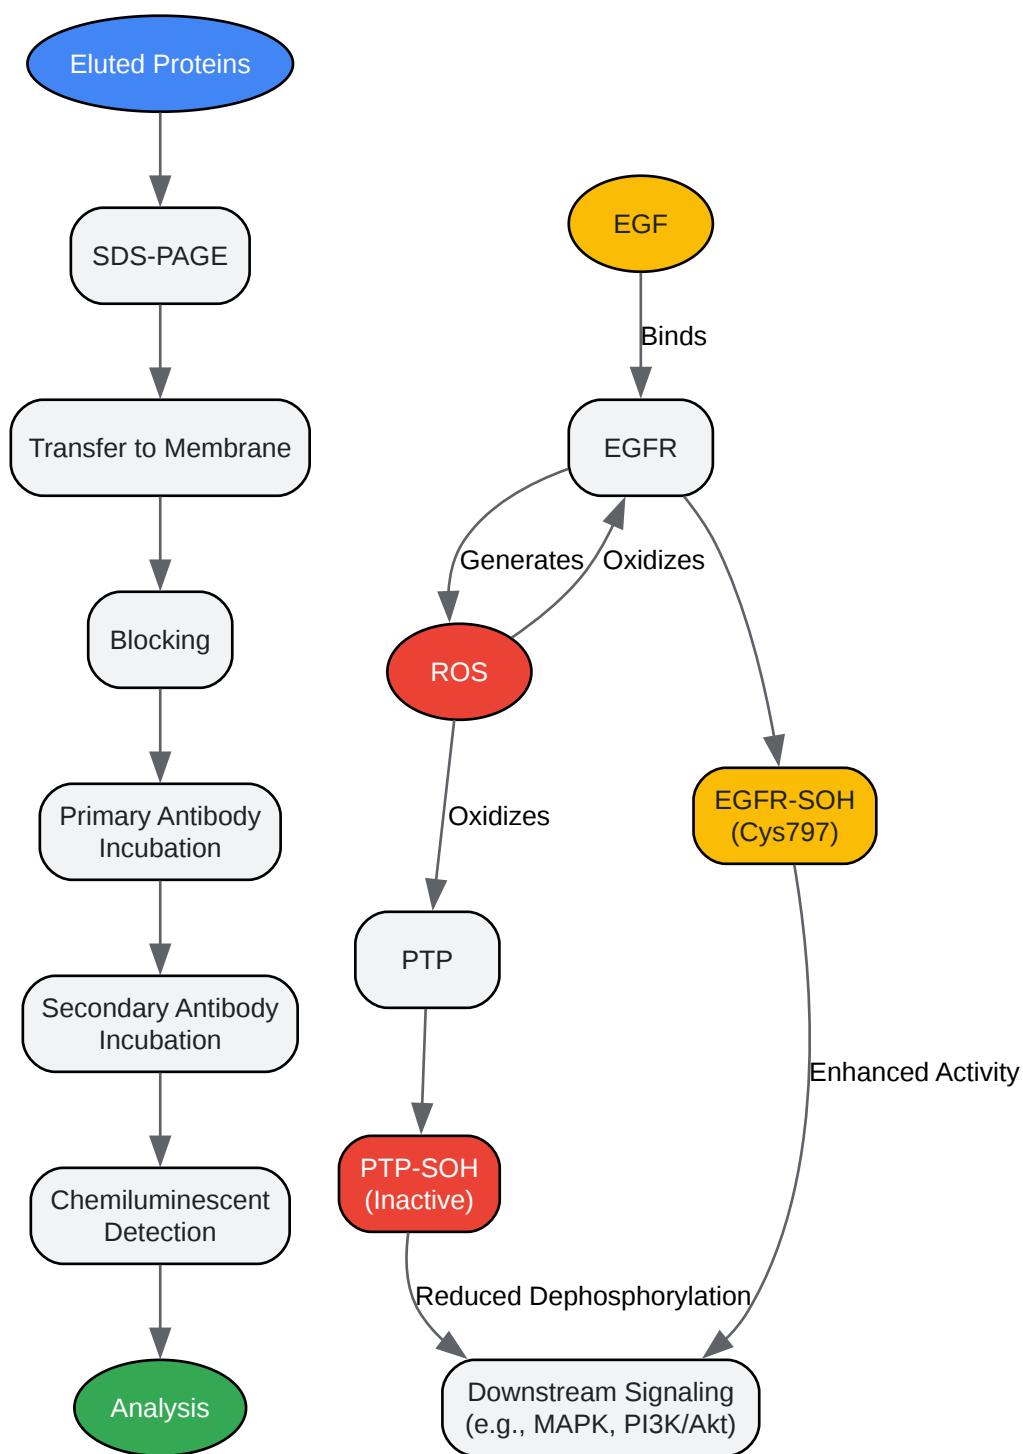 Eluted Proteins
SDS-PAGE
Transfer to Membrane
Blocking
Primary Antibody
Incubation
Secondary Antibody
Incubation
Chemiluminescent
Detection
Analysis
EGF
Binds
EGFR
Generates
Oxidizes
ROS
Oxidizes
EGFR-SOH
(Cys797)
PTP
Enhanced Activity
PTP-SOH
(Inactive)
Reduced Dephosphorylation
Downstream Signaling
(e.g., MAPK, PI3K/Akt)